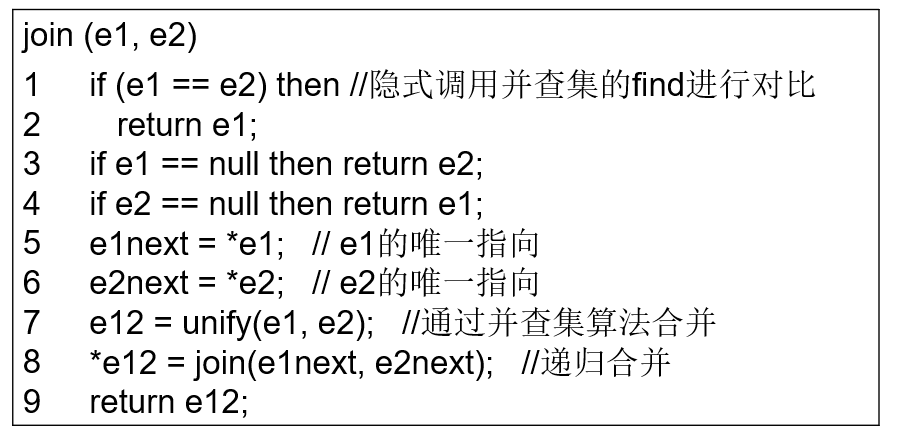 join (e1, e2)
1 if (e1 == e2) then //隐式调用并查集的find进行对比
2 return e1;
3 if e1 == null then return e2;
4 if e2 == null then return e1;
5 e1next = *e1; // e1的唯一指向
6 e2next = *e2; // e2的唯一指向
7 e12 = unify(e1, e2); //通过并查集算法合并
8 *e12 = join(e1next, e2next); //递归合并
9 return e12;